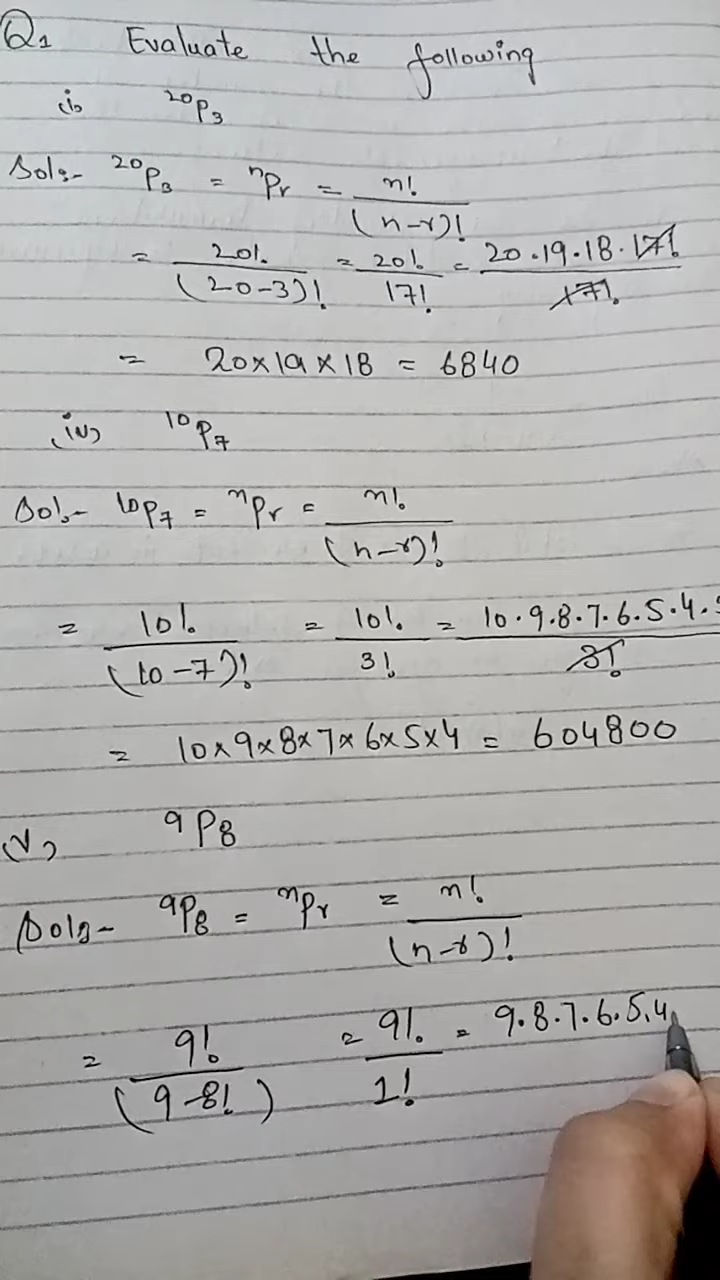 Q1 Evaluate the following
(i) ²⁰P₃
Sol:- ²⁰P₃ = ⁿPr = n! / (n-r)!
= 20! / (20-3)! = 20! / 17! = 20.19.18.17! / 17!
= 20×19×18 = 6840
(iv) ¹⁰P₇
Sol:- ¹⁰P₇ = ⁿPr = n! / (n-r)!
= 10! / (10-7)! = 10! / 3! = 10.9.8.7.6.5.4. / 3!
= 10×9×8×7×6×5×4 = 604800
(v) ⁹P₈
Sol:- ⁹P₈ = ⁿPr = n! / (n-r)!
= 9! / (9-8!) = 9! / 1! = 9.8.7.6.5.4